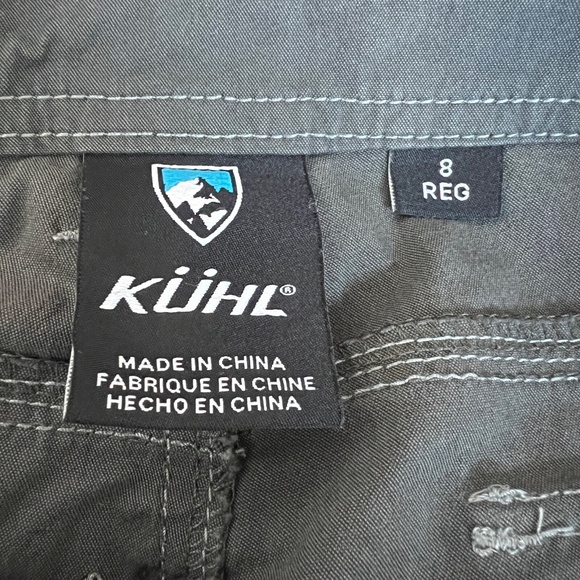 8
REG
KÜHL®
MADE IN CHINA
FABRIQUE EN CHINE
HECHO EN CHINA